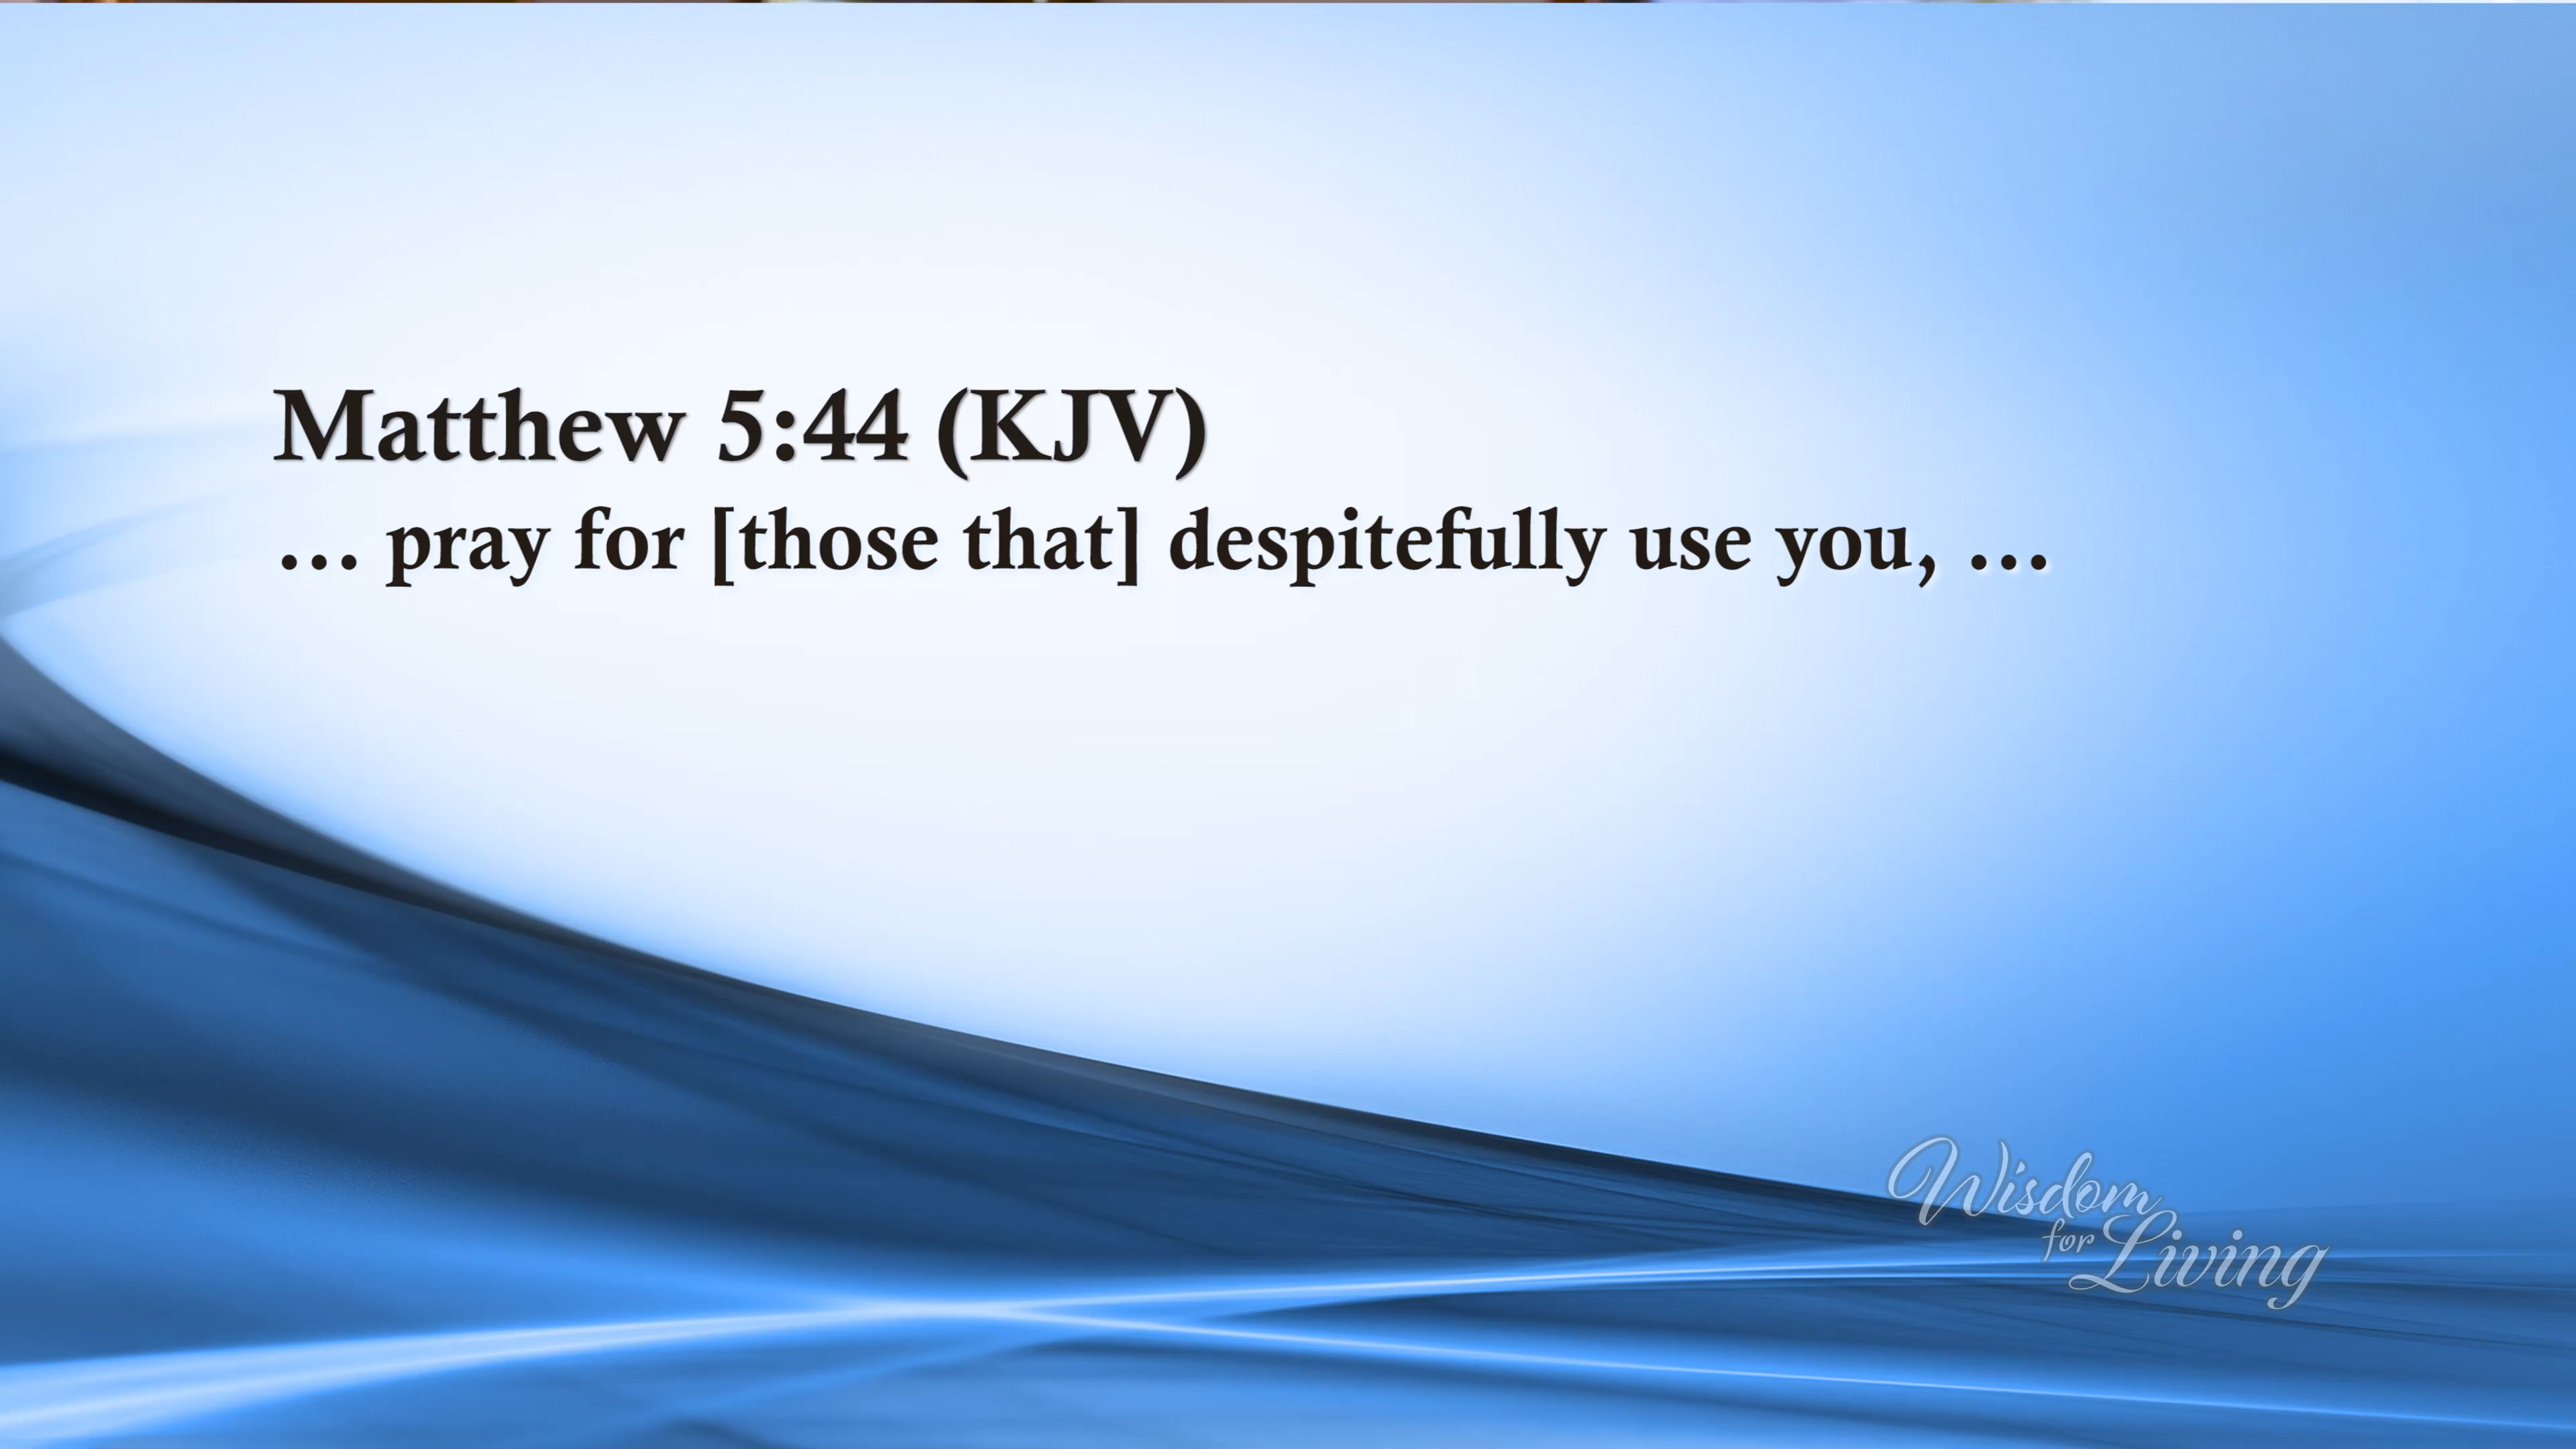 Matthew 5:44 (KJV)
… pray for [those that] despitefully use you, …
Wisdom
for Living